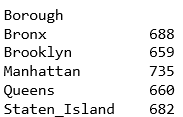 Borough
Bronx 688
Brooklyn 659
Manhattan 735
Queens 660
Staten_Island 682